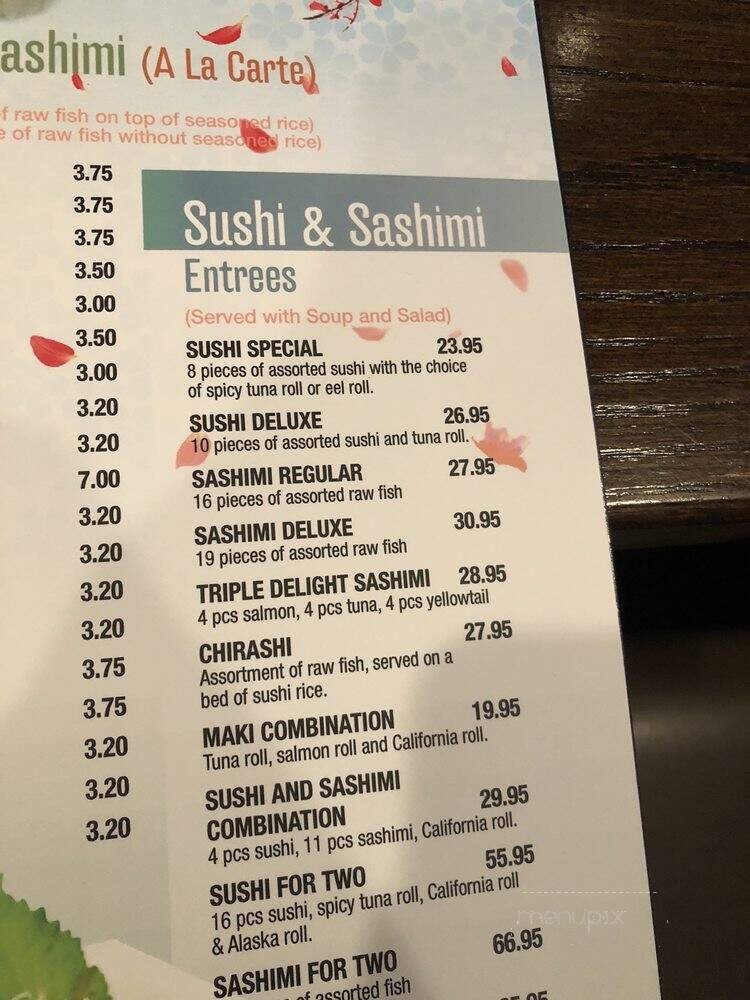 ashimi (A La Carte)
of raw fish on top of seasoned rice)
e of raw fish without seasoned rice)
3.75
3.75
3.75
3.50
3.00
3.50
3.00
3.20
3.20
7.00
3.20
3.20
3.20
3.20
3.75
3.75
3.20
3.20
3.20
Sushi & Sashimi
Entrees
(Served with Soup and Salad)
SUSHI SPECIAL 23.95
8 pieces of assorted sushi with the choice
of spicy tuna roll or eel roll.
SUSHI DELUXE 26.95
10 pieces of assorted sushi and tuna roll.
SASHIMI REGULAR 27.95
16 pieces of assorted raw fish
SASHIMI DELUXE 30.95
19 pieces of assorted raw fish
TRIPLE DELIGHT SASHIMI 28.95
4 pcs salmon, 4 pcs tuna, 4 pcs yellowtail
CHIRASHI 27.95
Assortment of raw fish, served on a
bed of sushi rice.
MAKI COMBINATION 19.95
Tuna roll, salmon roll and California roll.
SUSHI AND SASHIMI
COMBINATION 29.95
4 pcs sushi, 11 pcs sashimi, California roll.
SUSHI FOR TWO 55.95
16 pcs sushi, spicy tuna roll, California roll
& Alaska roll.
SASHIMI FOR TWO 66.95
of assorted fish
menupix